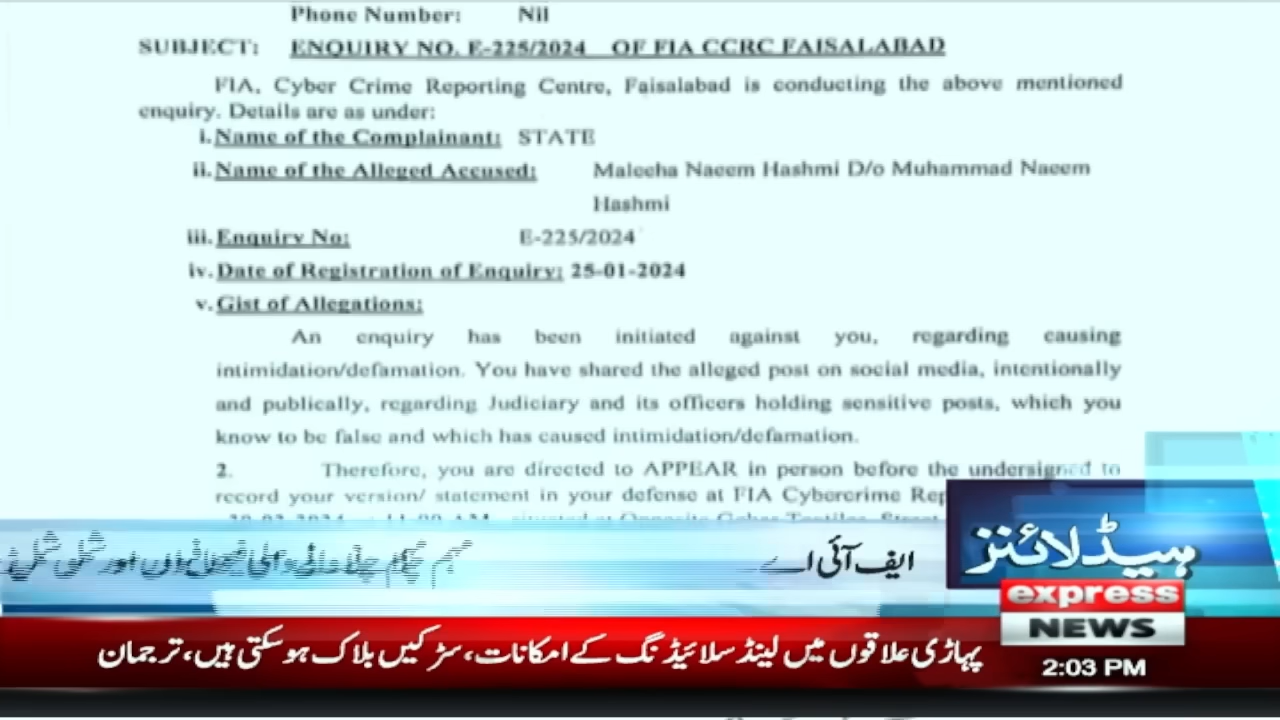 Phone Number: Nil
SUBJECT: ENQUIRY NO. E-225/2024 OF FIA CCRC FAISALABAD
FIA, Cyber Crime Reporting Centre, Faisalabad is conducting the above mentioned
enquiry. Details are as under:
i. Name of the Complainant: STATE
ii. Name of the Alleged Accused: Maleeha Naeem Hashmi D/o Muhammad Naeem
Hashmi
iii. Enquiry No: E-225/2024
iv. Date of Registration of Enquiry: 25-01-2024
v. Gist of Allegations:
An enquiry has been initiated against you, regarding causing
intimidation/defamation. You have shared the alleged post on social media, intentionally
and publically, regarding Judiciary and its officers holding sensitive posts, which you
know to be false and which has caused intimidation/defamation.
2. Therefore, you are directed to APPEAR in person before the undersigned to
record your version/ statement in your defense at FIA Cybercrime
ہیڈلائنز
ایف آئی اے
express
NEWS
2:03 PM
پہاڑی علاقوں میں لینڈ سلائیڈنگ کے امکانات، سڑکیں بلاک ہوسکتی ہیں، ترجمان